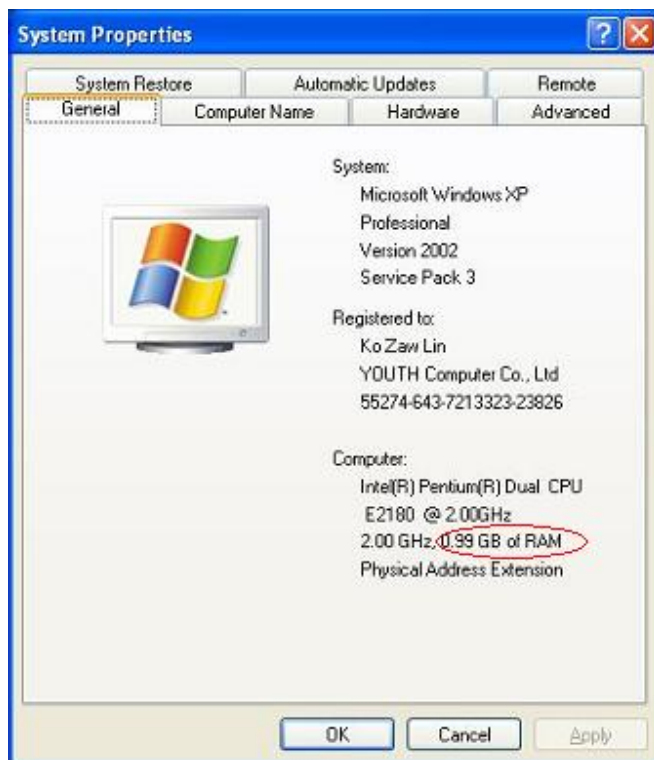 System Properties
System Restore Automatic Updates Remote
General Computer Name Hardware Advanced
System:
Microsoft Windows XP
Professional
Version 2002
Service Pack 3
Registered to:
Ko Zaw Lin
YOUTH Computer Co., Ltd
55274-643-7213323-23826
Computer:
Intel(R) Pentium(R) Dual CPU
E2180 @ 2.00GHz
2.00 GHz, 0.99 GB of RAM
Physical Address Extension
OK Cancel Apply